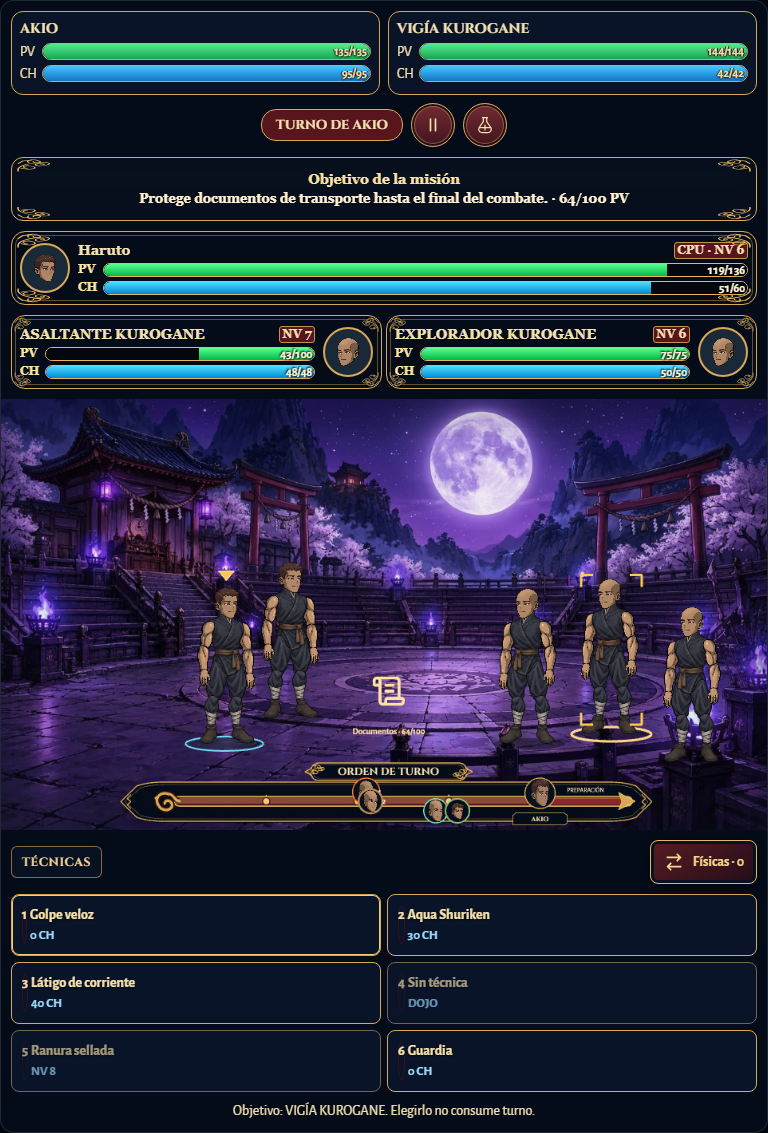 AKIO
PV 135/135
CH 95/95
VIGÍA KUROGANE
PV 144/144
CH 42/42
TURNO DE AKIO
Objetivo de la misión
Protege documentos de transporte hasta el final del combate. · 64/100 PV
Haruto CPU · NV 6
PV 119/136
CH 51/60
ASALTANTE KUROGANE NV 7
PV 43/100
CH 48/48
EXPLORADOR KUROGANE NV 6
PV 75/75
CH 50/50
Documentos · 64/100
ORDEN DE TURNO
PREPARACIÓN
AKIO
TÉCNICAS
Físicas · 0
1 Golpe veloz
0 CH
2 Aqua Shuriken
30 CH
3 Látigo de corriente
40 CH
4 Sin técnica
DOJO
5 Ranura sellada
NV 8
6 Guardia
0 CH
Objetivo: VIGÍA KUROGANE. Elegirlo no consume turno.